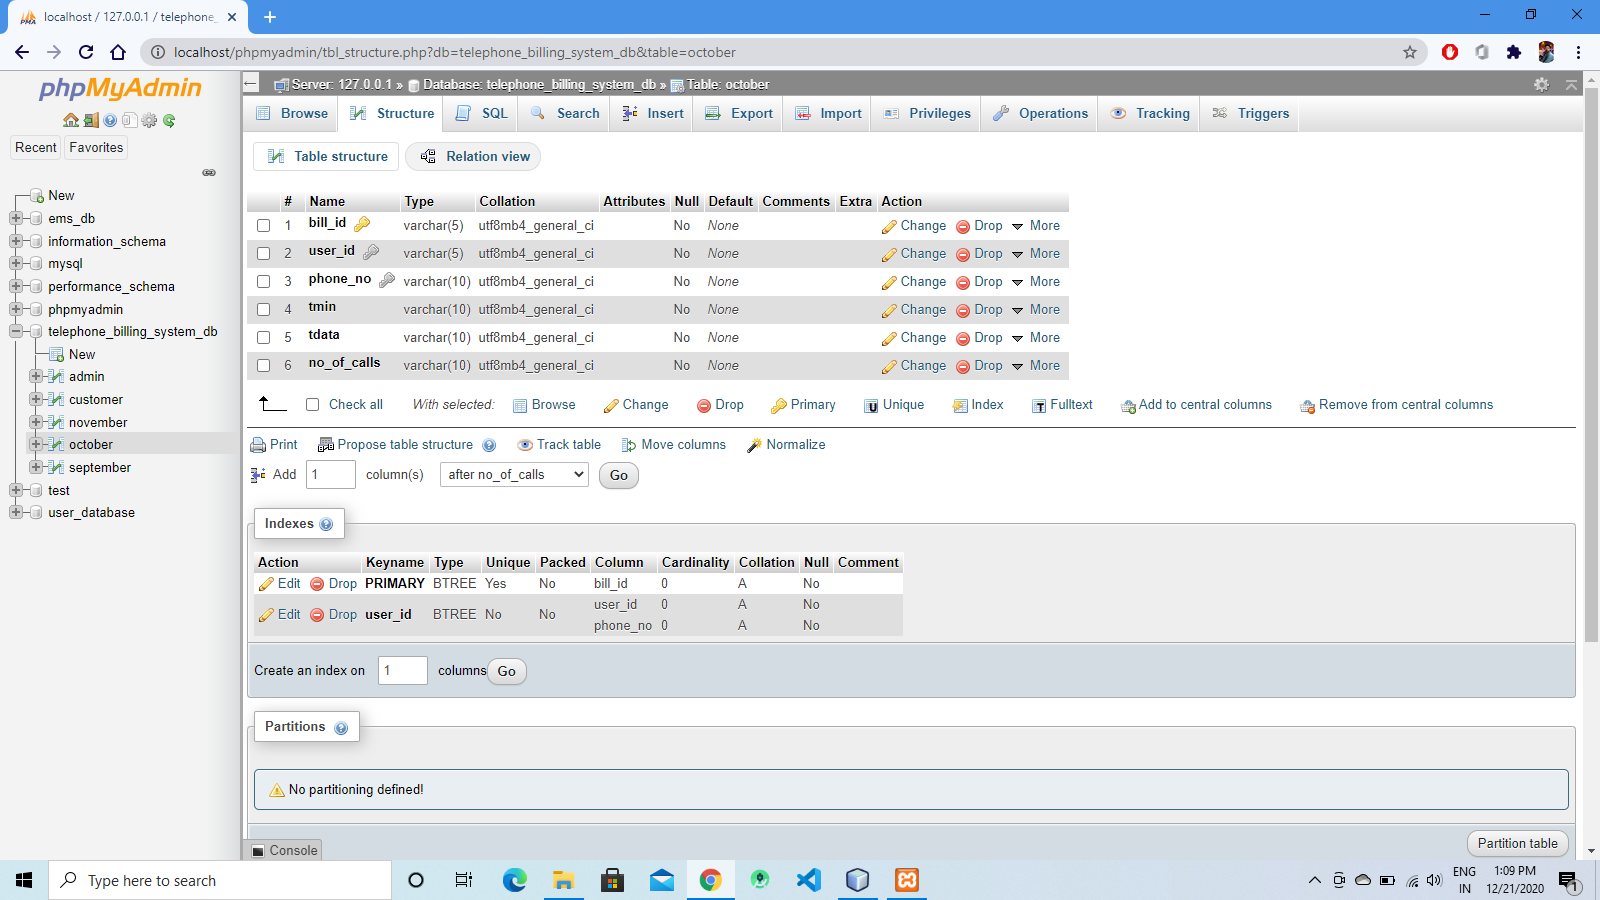 localhost / 127.0.0.1 / telephone_
localhost/phpmyadmin/tbl_structure.php?db=telephone_billing_system_db&table=october
phpMyAdmin
Recent Favorites
New
ems_db
information_schema
mysql
performance_schema
phpmyadmin
telephone_billing_system_db
New
admin
customer
november
october
september
test
user_database
Server: 127.0.0.1 » Database: telephone_billing_system_db » Table: october
Browse Structure SQL Search Insert Export Import Privileges Operations Tracking Triggers
Table structure Relation view
# Name Type Collation Attributes Null Default Comments Extra Action
1 bill_id varchar(5) utf8mb4_general_ci No None Change Drop More
2 user_id varchar(5) utf8mb4_general_ci No None Change Drop More
3 phone_no varchar(10) utf8mb4_general_ci No None Change Drop More
4 tmin varchar(10) utf8mb4_general_ci No None Change Drop More
5 tdata varchar(10) utf8mb4_general_ci No None Change Drop More
6 no_of_calls varchar(10) utf8mb4_general_ci No None Change Drop More
Check all With selected: Browse Change Drop Primary Unique Index Fulltext Add to central columns Remove from central columns
Print Propose table structure Track table Move columns Normalize
Add 1 column(s) after no_of_calls Go
Indexes
Action Keyname Type Unique Packed Column Cardinality Collation Null Comment
Edit Drop PRIMARY BTREE Yes No bill_id 0 A No
Edit Drop user_id BTREE No No user_id 0 A No
phone_no 0 A No
Create an index on 1 columns Go
Partitions
No partitioning defined!
Partition table
Console
Type here to search
ENG
IN
1:09 PM
12/21/2020
1